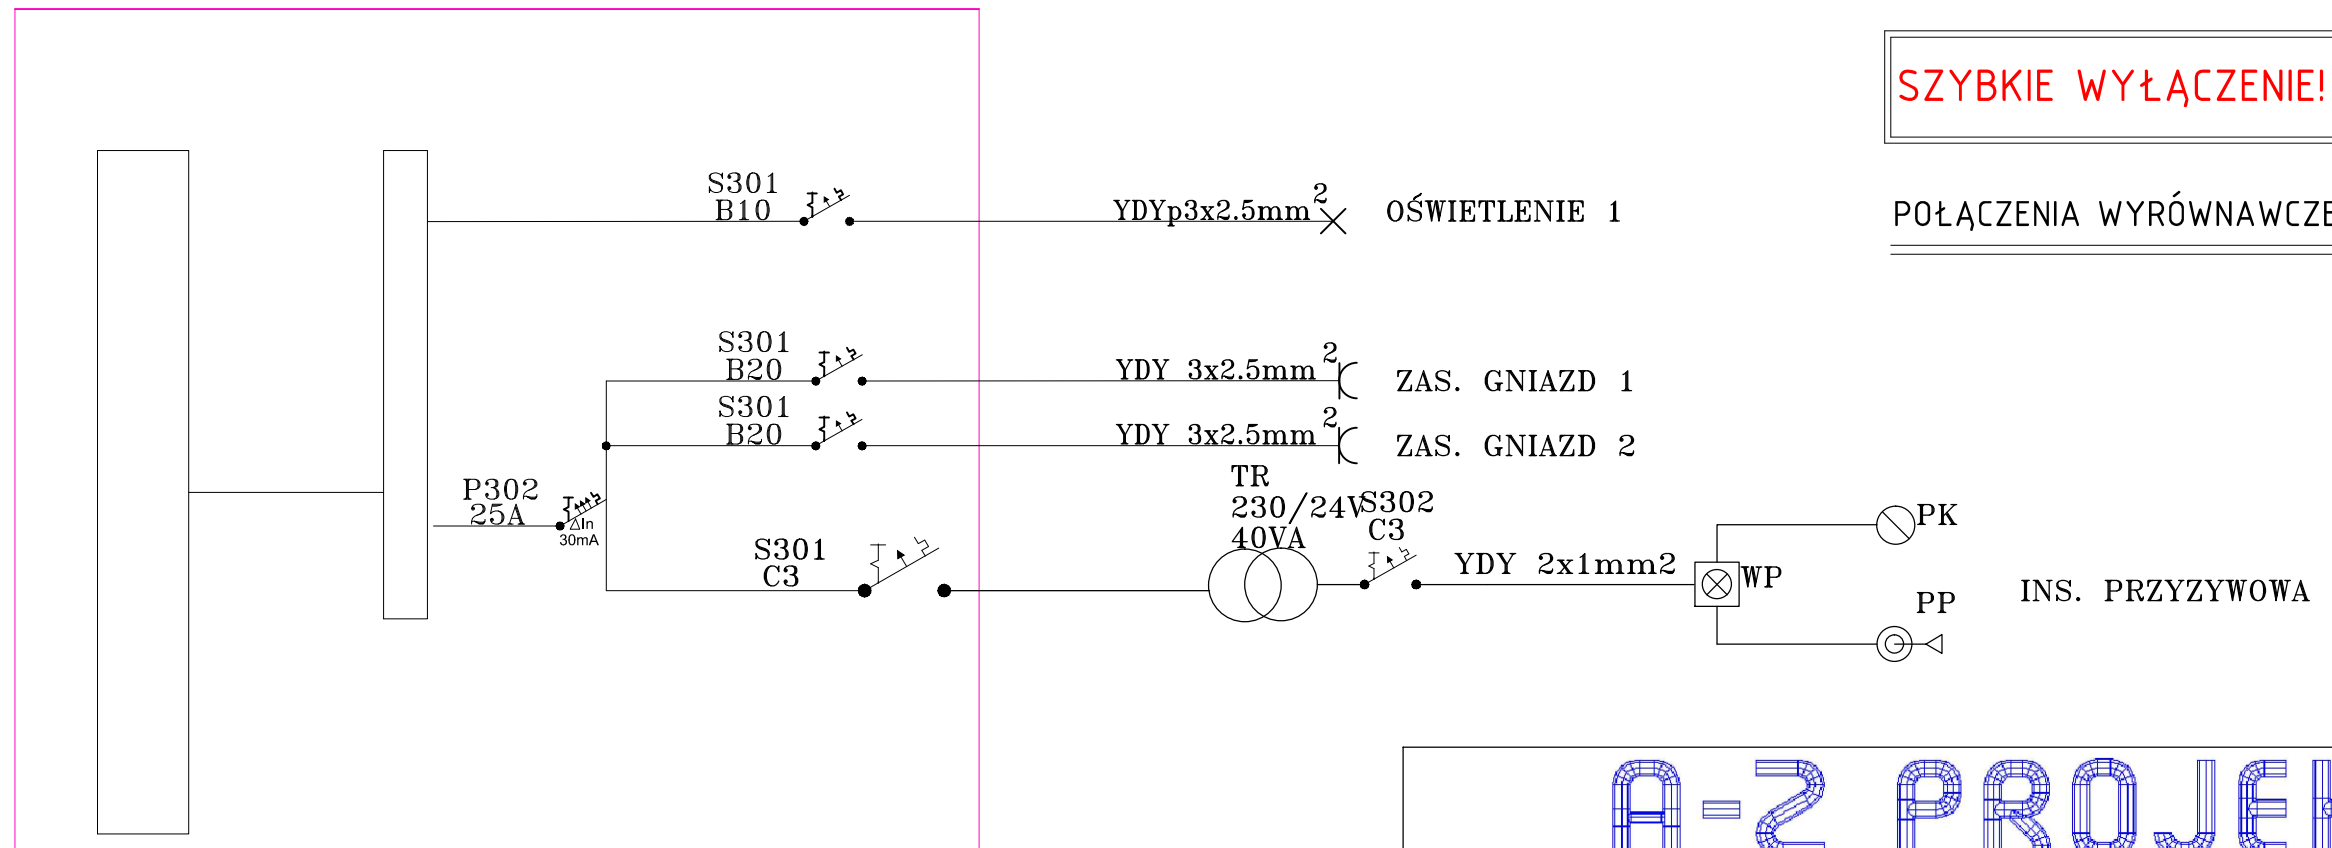 SZYBKIE WYŁĄCZENIE!
POŁĄCZENIA WYRÓWNAWCZE
S301
B10
YDYp3x2.5mm2
OŚWIETLENIE 1
S301
B20
YDY 3x2.5mm2
ZAS. GNIAZD 1
S301
B20
YDY 3x2.5mm2
ZAS. GNIAZD 2
P302
25A
ΔIn
30mA
S301
C3
TR
230/24V
40VA
S302
C3
YDY 2x1mm2
WP
PK
PP
INS. PRZYZYWOWA
A-2 PROJE